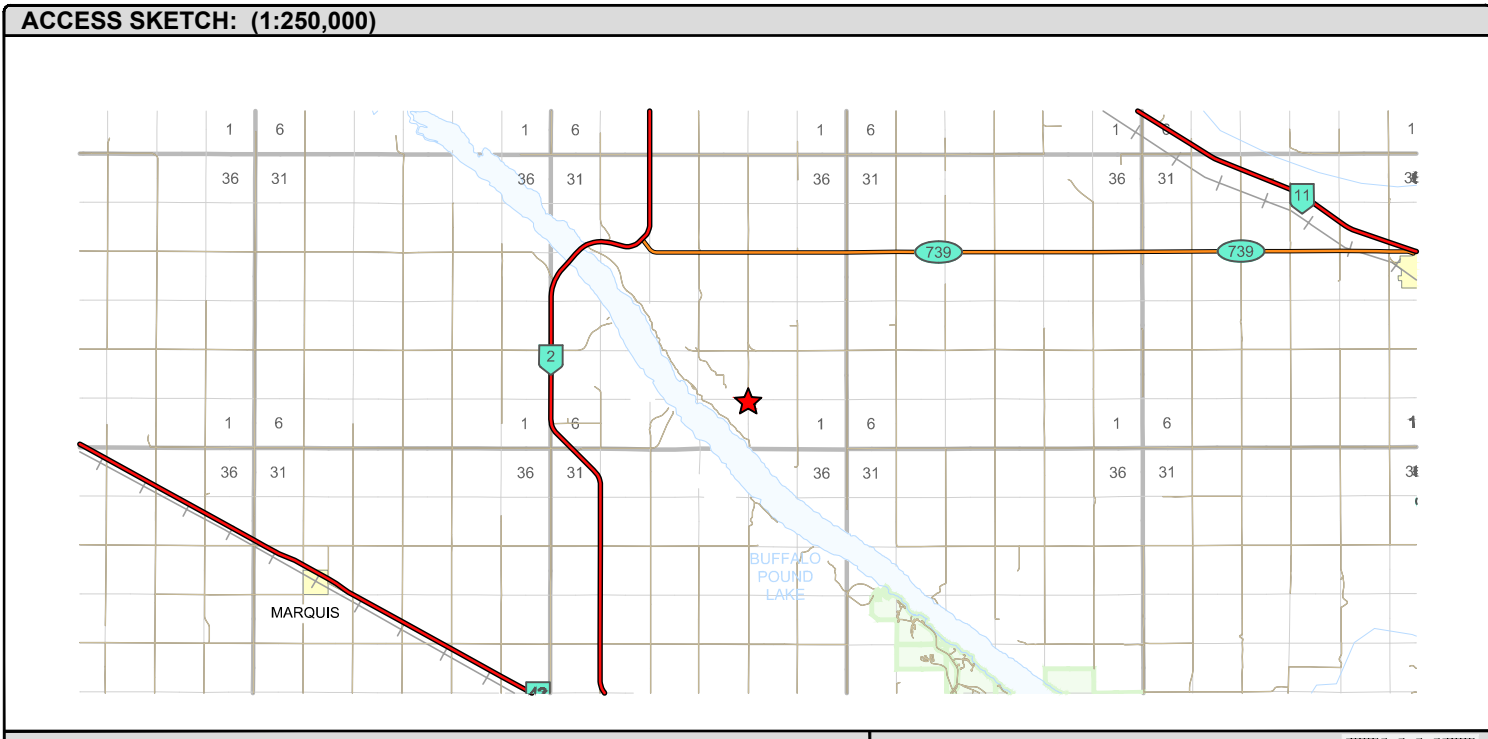 ACCESS SKETCH: (1:250,000)
1 6 1 6 1 6 1 6 1
36 31 36 31 36 31 36 31
11
739 739
2
1 6 1 6 1 6 1 6 1
36 31 36 31 36 31 36 31
BUFFALO
POUND
LAKE
MARQUIS